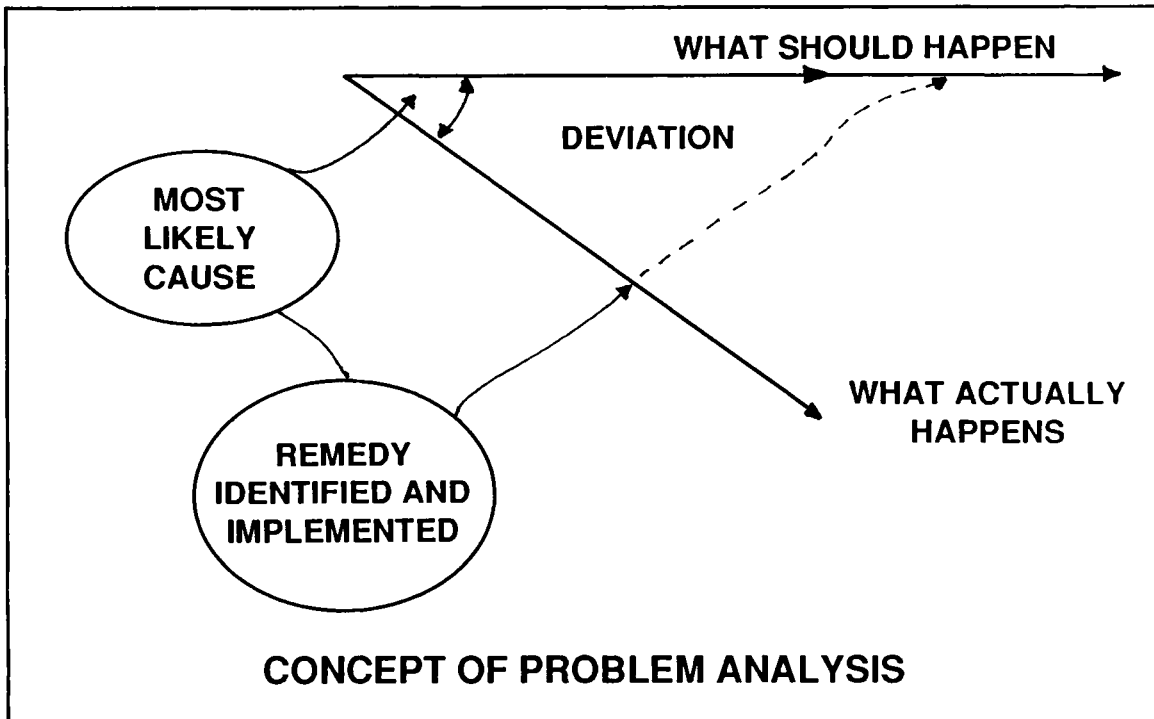 WHAT SHOULD HAPPEN
DEVIATION
MOST
LIKELY
CAUSE
WHAT ACTUALLY
HAPPENS
REMEDY
IDENTIFIED AND
IMPLEMENTED
CONCEPT OF PROBLEM ANALYSIS